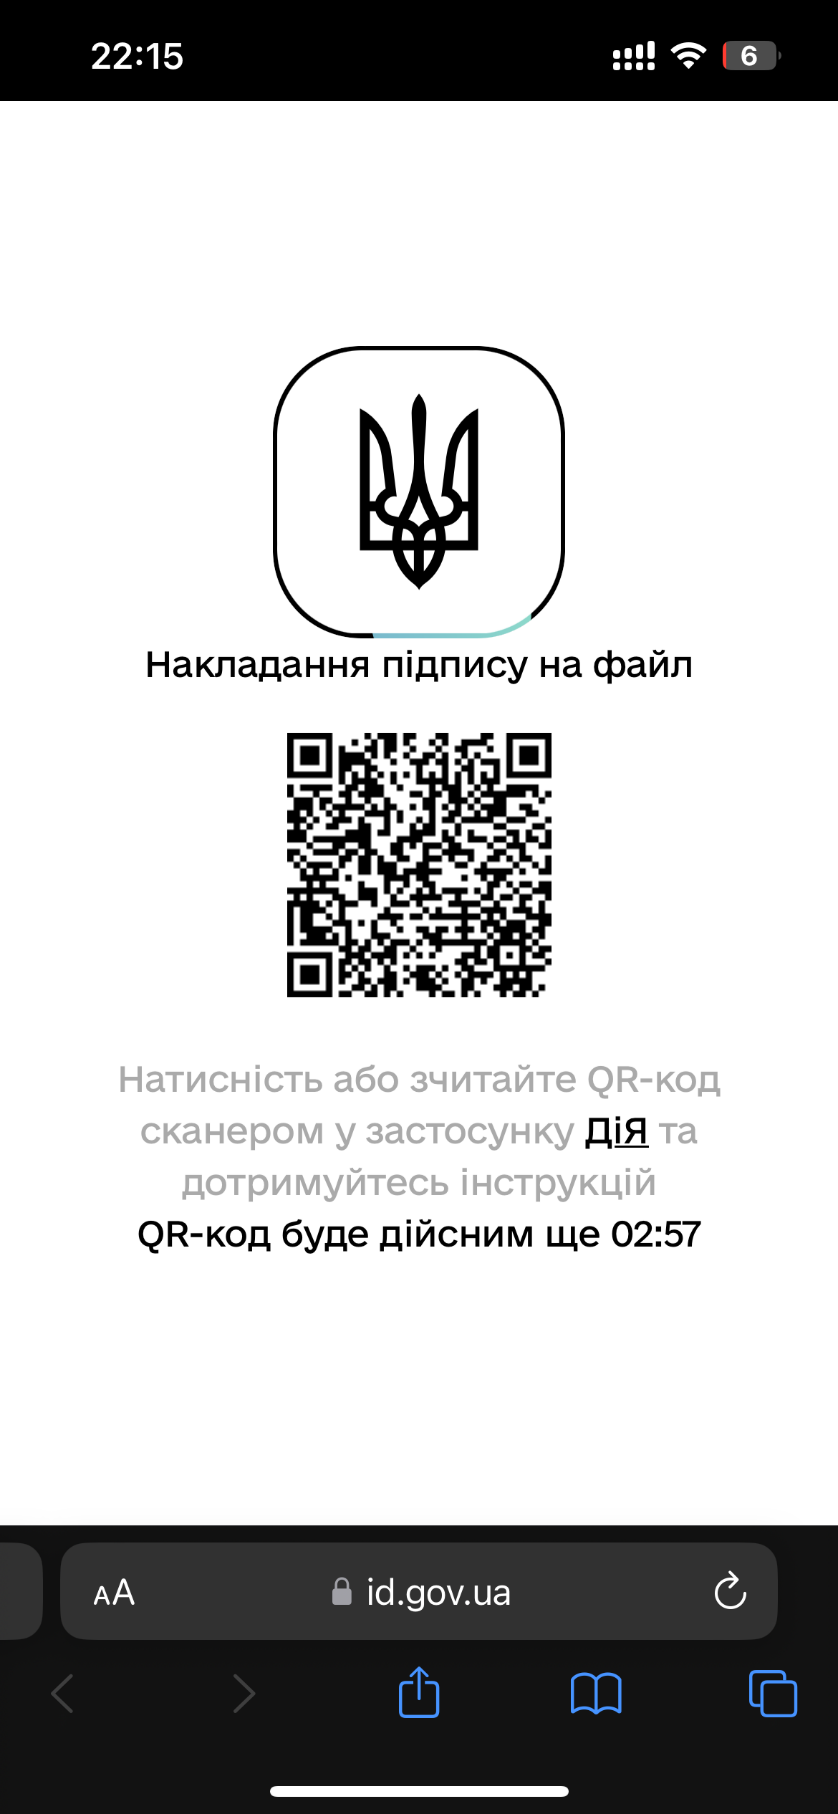 22:15
6
Накладання підпису на файл
Натисність або зчитайте QR-код
сканером у застосунку ДіЯ та
дотримуйтесь інструкцій
QR-код буде дійсним ще 02:57
AA
id.gov.ua